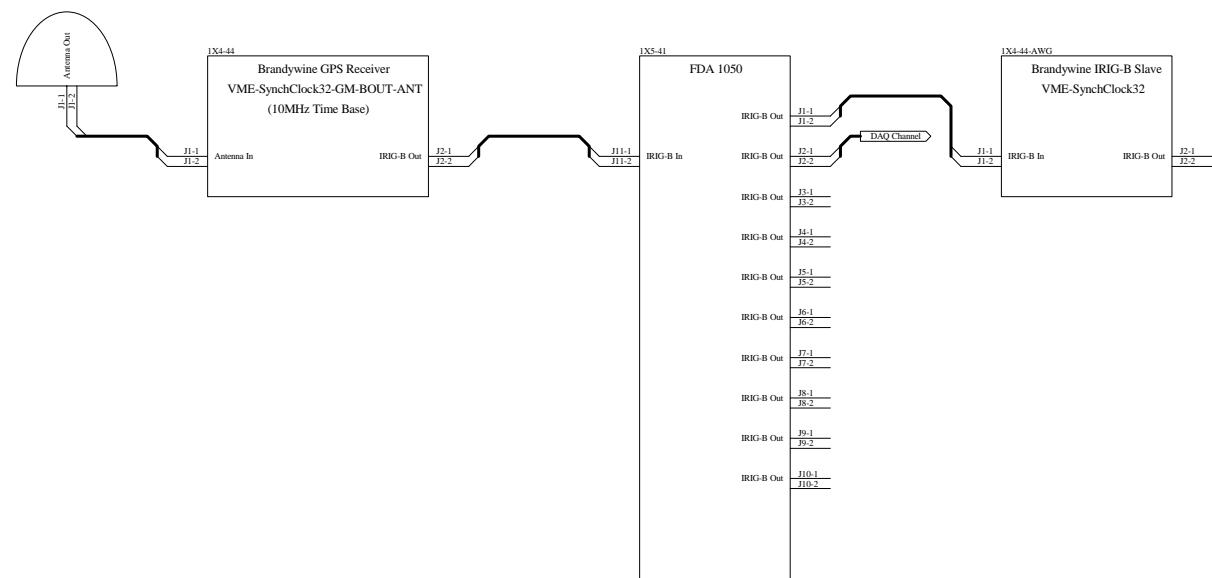 Antenna Out
J1-1
J1-2
1X4-44
Brandywine GPS Receiver
VME-SynchClock32-GM-BOUT-ANT
(10MHz Time Base)
J1-1
J1-2
Antenna In
IRIG-B Out
J2-1
J2-2
1X5-41
FDA 1050
J11-1
J11-2
IRIG-B In
IRIG-B Out
J1-1
J1-2
IRIG-B Out
J2-1
J2-2
DAQ Channel
IRIG-B Out
J3-1
J3-2
IRIG-B Out
J4-1
J4-2
IRIG-B Out
J5-1
J5-2
IRIG-B Out
J6-1
J6-2
IRIG-B Out
J7-1
J7-2
IRIG-B Out
J8-1
J8-2
IRIG-B Out
J9-1
J9-2
IRIG-B Out
J10-1
J10-2
1X4-44-AWG
Brandywine IRIG-B Slave
VME-SynchClock32
J1-1
J1-2
IRIG-B In
IRIG-B Out
J2-1
J2-2